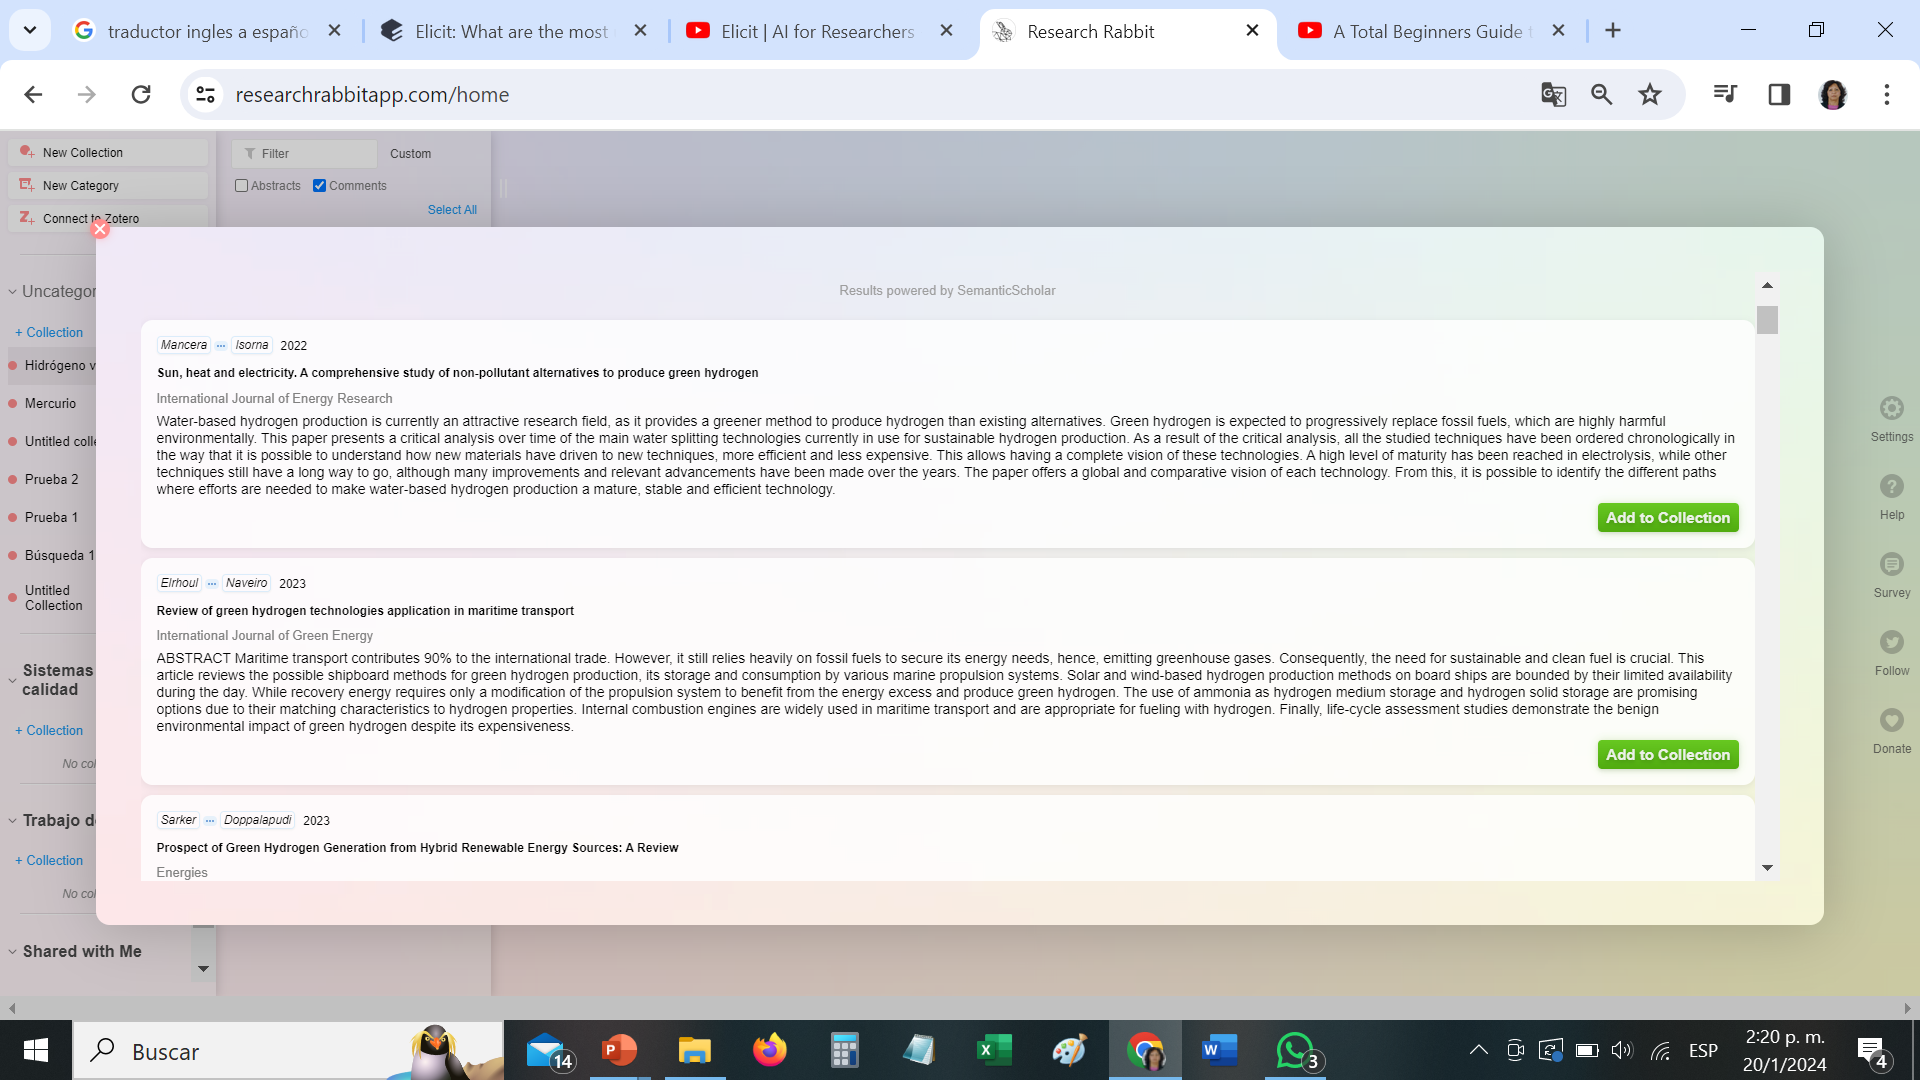 traductor ingles a españo
Elicit: What are the most
Elicit | AI for Researchers
Research Rabbit
A Total Beginners Guide t
researchrabbitapp.com/home
New Collection
New Category
Connect to Zotero
Filter
Custom
Abstracts
Comments
Select All
Uncategor
+ Collection
Hidrógeno v
Mercurio
Untitled colle
Prueba 2
Prueba 1
Búsqueda 1
Untitled
Collection
Sistemas
calidad
+ Collection
No col
Trabajo de
+ Collection
No col
Shared with Me
Results powered by SemanticScholar
Mancera ... Isorna 2022
Sun, heat and electricity. A comprehensive study of non-pollutant alternatives to produce green hydrogen
International Journal of Energy Research
Water-based hydrogen production is currently an attractive research field, as it provides a greener method to produce hydrogen than existing alternatives. Green hydrogen is expected to progressively replace fossil fuels, which are highly harmful
environmentally. This paper presents a critical analysis over time of the main water splitting technologies currently in use for sustainable hydrogen production. As a result of the critical analysis, all the studied techniques have been ordered chronologically in
the way that it is possible to understand how new materials have driven to new techniques, more efficient and less expensive. This allows having a complete vision of these technologies. A high level of maturity has been reached in electrolysis, while other
techniques still have a long way to go, although many improvements and relevant advancements have been made over the years. The paper offers a global and comparative vision of each technology. From this, it is possible to identify the different paths
where efforts are needed to make water-based hydrogen production a mature, stable and efficient technology.
Add to Collection
Elrhoul ... Naveiro 2023
Review of green hydrogen technologies application in maritime transport
International Journal of Green Energy
ABSTRACT Maritime transport contributes 90% to the international trade. However, it still relies heavily on fossil fuels to secure its energy needs, hence, emitting greenhouse gases. Consequently, the need for sustainable and clean fuel is crucial. This
article reviews the possible shipboard methods for green hydrogen production, its storage and consumption by various marine propulsion systems. Solar and wind-based hydrogen production methods on board ships are bounded by their limited availability
during the day. While recovery energy requires only a modification of the propulsion system to benefit from the energy excess and produce green hydrogen. The use of ammonia as hydrogen medium storage and hydrogen solid storage are promising
options due to their matching characteristics to hydrogen properties. Internal combustion engines are widely used in maritime transport and are appropriate for fueling with hydrogen. Finally, life-cycle assessment studies demonstrate the benign
environmental impact of green hydrogen despite its expensiveness.
Add to Collection
Sarker ... Doppalapudi 2023
Prospect of Green Hydrogen Generation from Hybrid Renewable Energy Sources: A Review
Energies
Settings
Help
Survey
Follow
Donate
Buscar
14
3
ESP
2:20 p. m.
20/1/2024
4